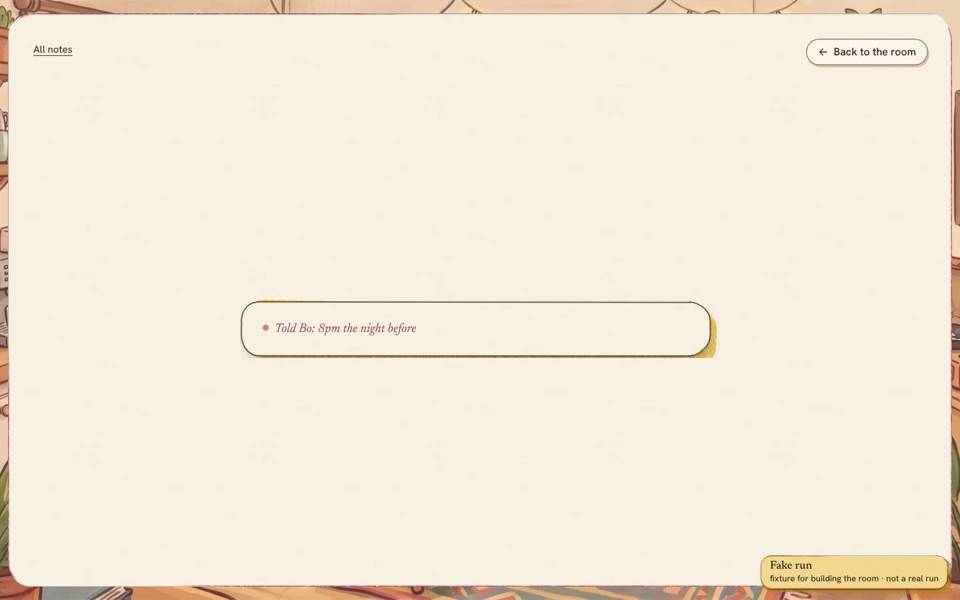 All notes
← Back to the room
Told Bo: 8pm the night before
Fake run
fixture for building the room · not a real run